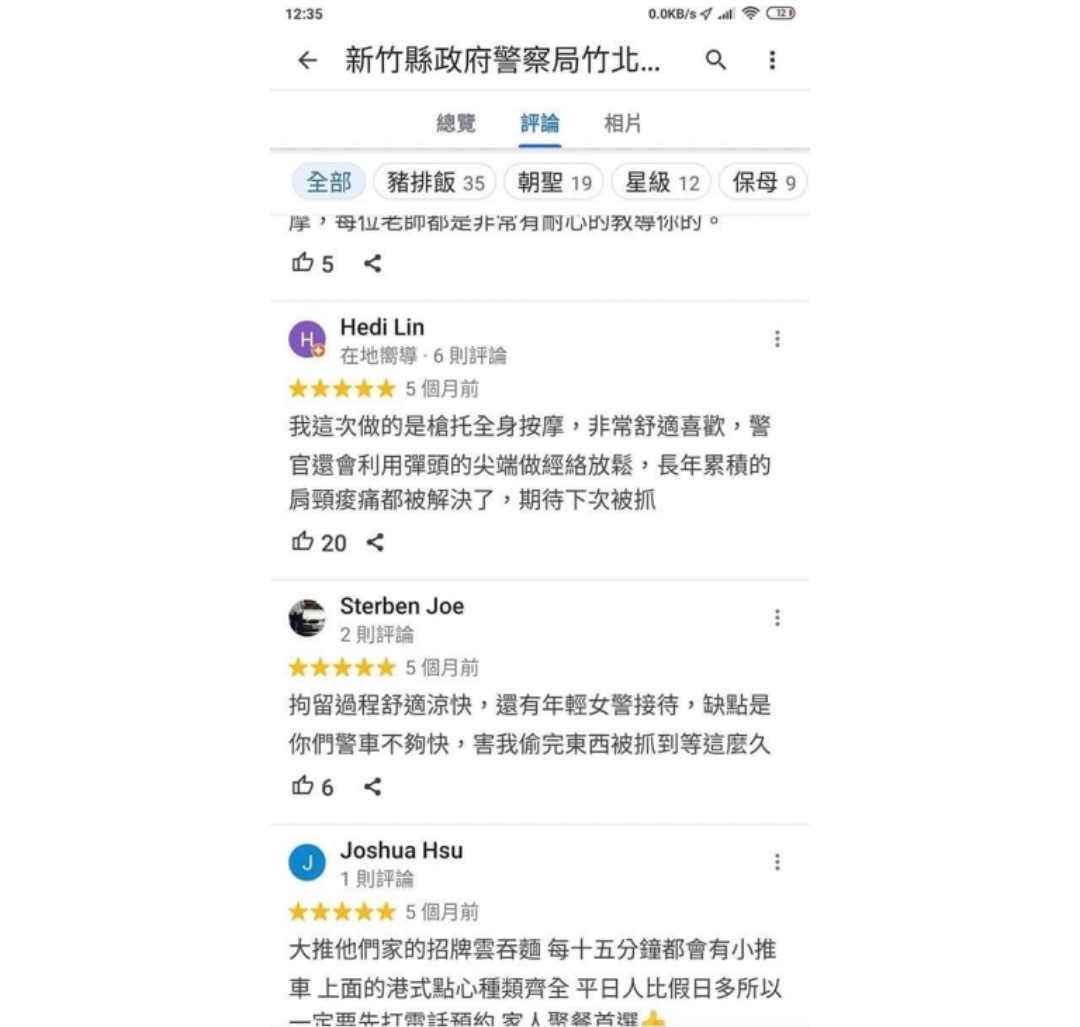 12:35
0.0KB/s
12
新竹縣政府警察局竹北...
總覽
評論
相片
全部
豬排飯 35
朝聖 19
星級 12
保母 9
摩，每位老師都是非常有耐心的教導你的。
5
H
Hedi Lin
在地嚮導 · 6 則評論
5 個月前
我這次做的是槍托全身按摩，非常舒適喜歡，警
官還會利用彈頭的尖端做經絡放鬆，長年累積的
肩頸痠痛都被解決了，期待下次被抓
20
Sterben Joe
2 則評論
5 個月前
拘留過程舒適涼快，還有年輕女警接待，缺點是
你們警車不夠快，害我偷完東西被抓到等這麼久
6
J
Joshua Hsu
1 則評論
5 個月前
大推他們家的招牌雲吞麵 每十五分鐘都會有小推
車 上面的港式點心種類齊全 平日人比假日多所以
一定要先打電話預約 家人聚餐首選👍